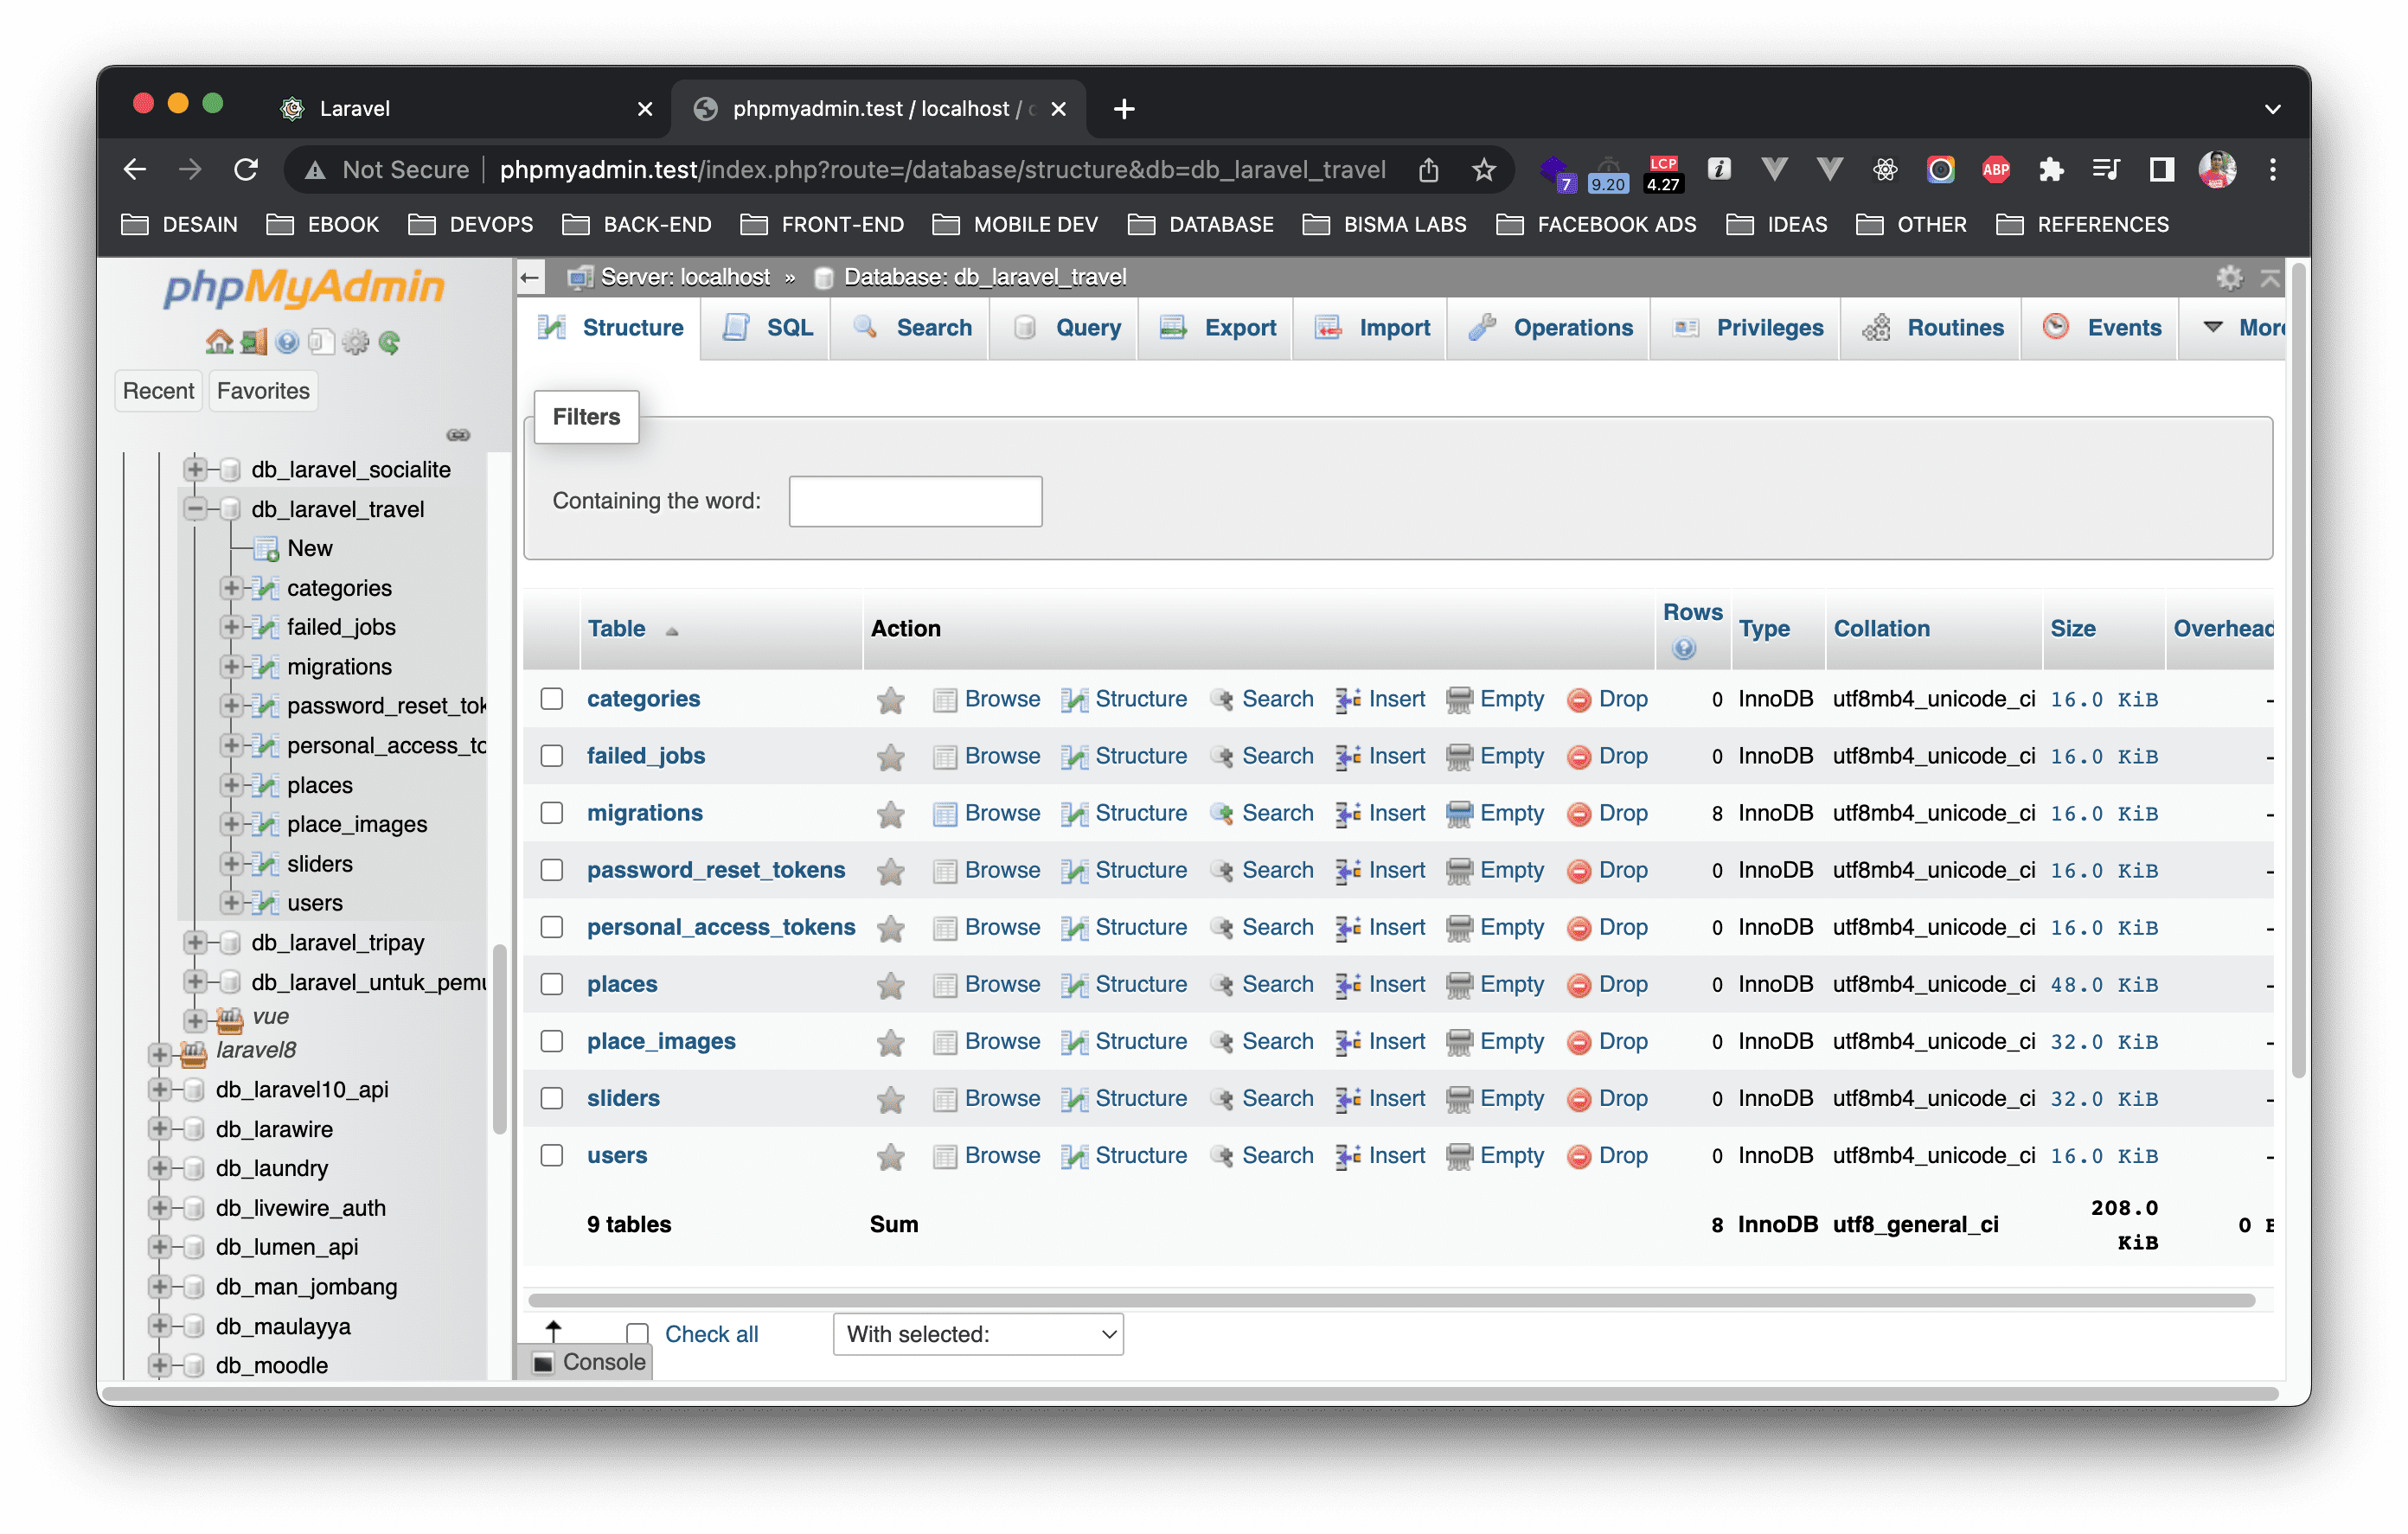 Laravel
phpmyadmin.test / localhost /
Not Secure phpmyadmin.test/index.php?route=/database/structure&db=db_laravel_travel
7 9.20 LCP 4.27 ABP
DESAIN EBOOK DEVOPS BACK-END FRONT-END MOBILE DEV DATABASE BISMA LABS FACEBOOK ADS IDEAS OTHER REFERENCES
phpMyAdmin
Recent Favorites
db_laravel_socialite
db_laravel_travel
New
categories
failed_jobs
migrations
password_reset_tok
personal_access_to
places
place_images
sliders
users
db_laravel_tripay
db_laravel_untuk_pemu
vue
laravel8
db_laravel10_api
db_larawire
db_laundry
db_livewire_auth
db_lumen_api
db_man_jombang
db_maulayya
db_moodle
Server: localhost » Database: db_laravel_travel
Structure SQL Search Query Export Import Operations Privileges Routines Events More
Filters
Containing the word:
Table Action Rows Type Collation Size Overhead
categories Browse Structure Search Insert Empty Drop 0 InnoDB utf8mb4_unicode_ci 16.0 KiB -
failed_jobs Browse Structure Search Insert Empty Drop 0 InnoDB utf8mb4_unicode_ci 16.0 KiB -
migrations Browse Structure Search Insert Empty Drop 8 InnoDB utf8mb4_unicode_ci 16.0 KiB -
password_reset_tokens Browse Structure Search Insert Empty Drop 0 InnoDB utf8mb4_unicode_ci 16.0 KiB -
personal_access_tokens Browse Structure Search Insert Empty Drop 0 InnoDB utf8mb4_unicode_ci 16.0 KiB -
places Browse Structure Search Insert Empty Drop 0 InnoDB utf8mb4_unicode_ci 48.0 KiB -
place_images Browse Structure Search Insert Empty Drop 0 InnoDB utf8mb4_unicode_ci 32.0 KiB -
sliders Browse Structure Search Insert Empty Drop 0 InnoDB utf8mb4_unicode_ci 32.0 KiB -
users Browse Structure Search Insert Empty Drop 0 InnoDB utf8mb4_unicode_ci 16.0 KiB -
9 tables Sum 8 InnoDB utf8_general_ci 208.0 KiB 0
Check all With selected:
Console